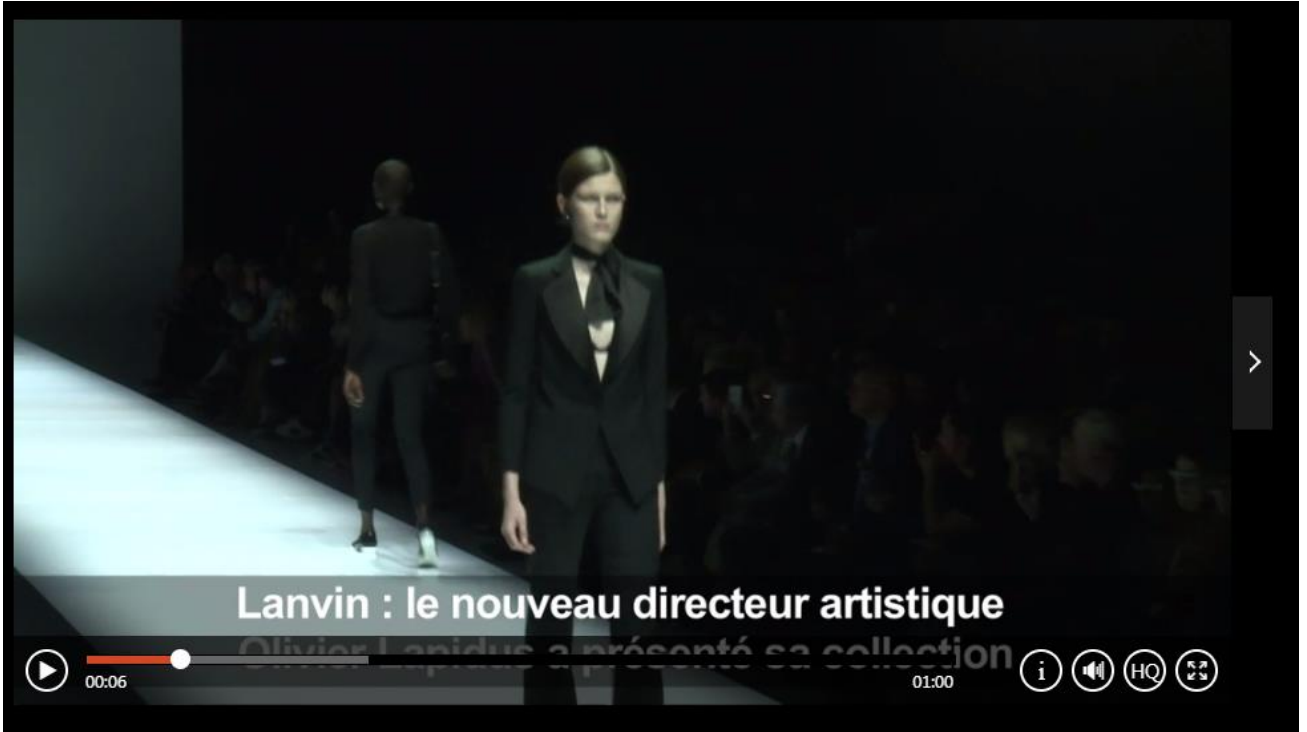 Lanvin : le nouveau directeur artistique
Olivier Lapidus a présenté sa collection
00:06
01:00
i
HQ